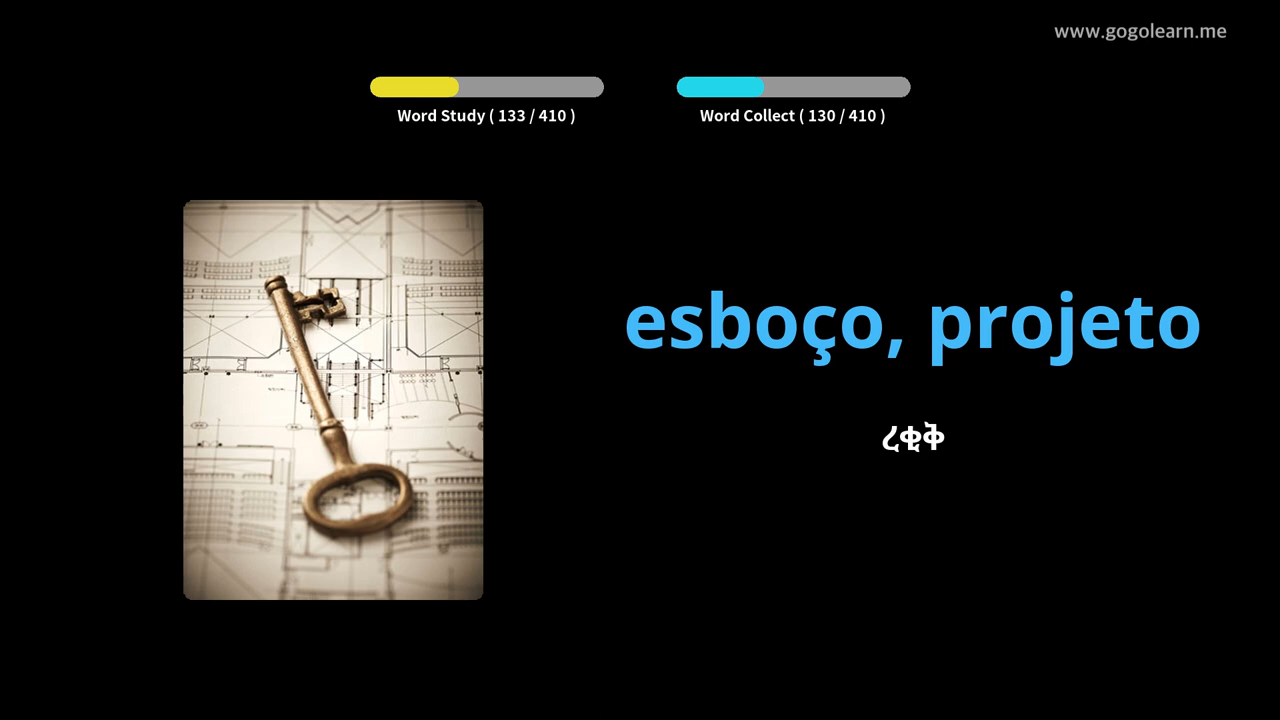 www.gogolearn.me
Word Study ( 133 / 410 )
Word Collect ( 130 / 410 )
esboço, projeto
ረቂቅ